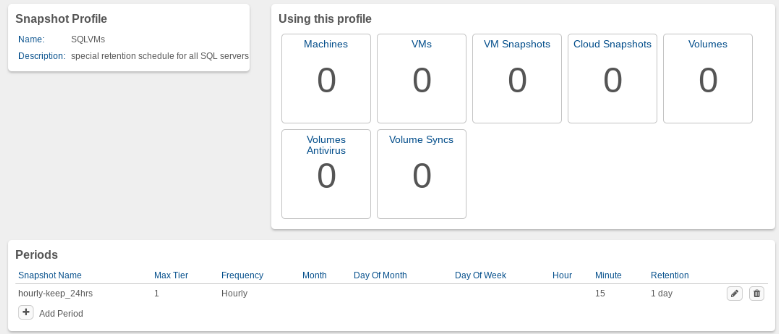 Snapshot Profile
Name: SQLVMs
Description: special retention schedule for all SQL servers
Using this profile
Machines VMs VM Snapshots Cloud Snapshots Volumes
0 0 0 0 0
Volumes Antivirus Volume Syncs
0 0
Periods
Snapshot Name Max Tier Frequency Month Day Of Month Day Of Week Hour Minute Retention
hourly-keep_24hrs 1 Hourly 15 1 day
Add Period